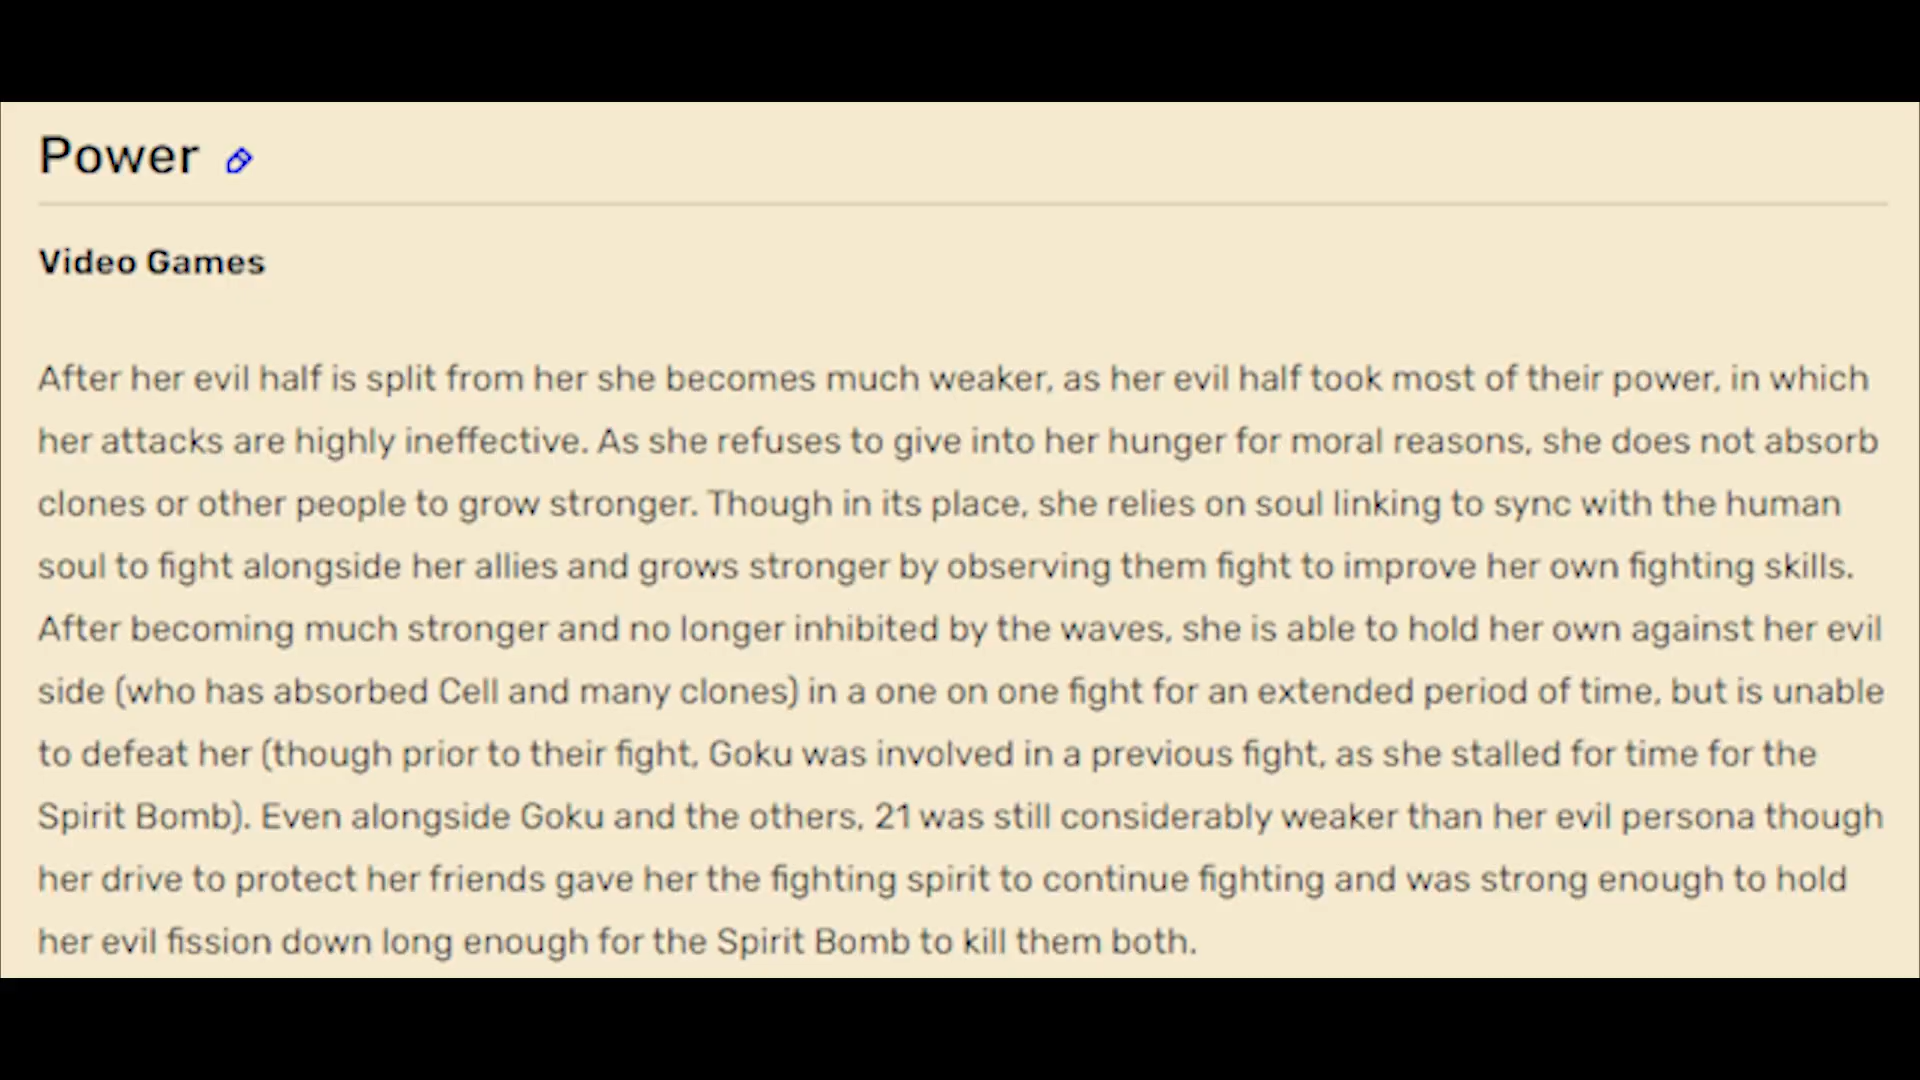 Power
Video Games
After her evil half is split from her she becomes much weaker, as her evil half took most of their power, in which
her attacks are highly ineffective. As she refuses to give into her hunger for moral reasons, she does not absorb
clones or other people to grow stronger. Though in its place, she relies on soul linking to sync with the human
soul to fight alongside her allies and grows stronger by observing them fight to improve her own fighting skills.
After becoming much stronger and no longer inhibited by the waves, she is able to hold her own against her evil
side (who has absorbed Cell and many clones) in a one on one fight for an extended period of time, but is unable
to defeat her (though prior to their fight, Goku was involved in a previous fight, as she stalled for time for the
Spirit Bomb). Even alongside Goku and the others, 21 was still considerably weaker than her evil persona though
her drive to protect her friends gave her the fighting spirit to continue fighting and was strong enough to hold
her evil fission down long enough for the Spirit Bomb to kill them both.